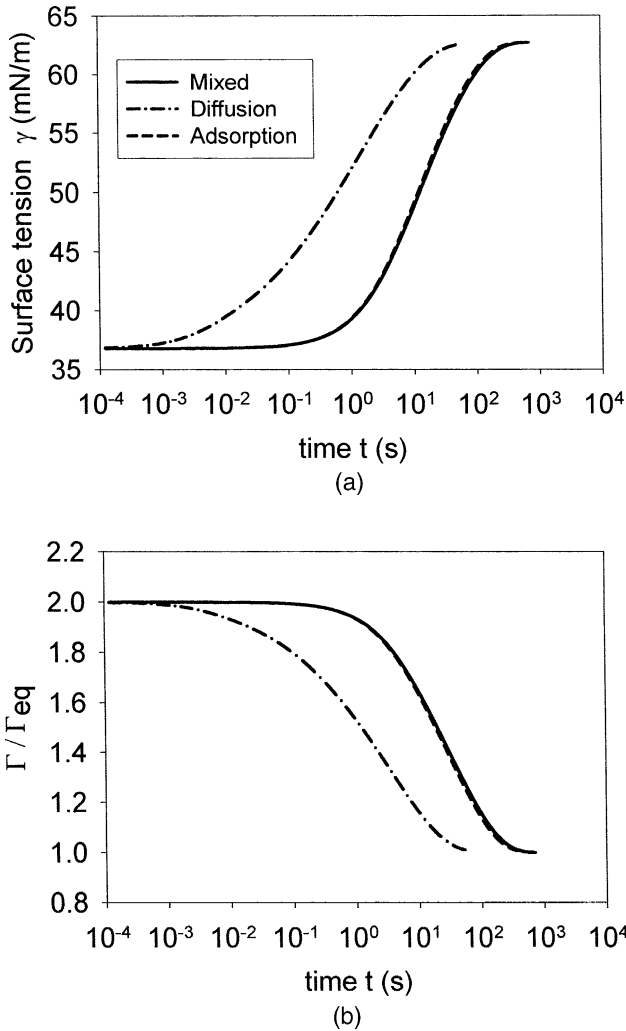 65
60
55
50
45
40
35
Surface tension γ (mN/m)
Mixed
Diffusion
Adsorption
10⁻⁴ 10⁻³ 10⁻² 10⁻¹ 10⁰ 10¹ 10² 10³ 10⁴
time t (s)
(a)
2.2
2.0
1.8
1.6
1.4
1.2
1.0
0.8
Γ / Γeq
10⁻⁴ 10⁻³ 10⁻² 10⁻¹ 10⁰ 10¹ 10² 10³ 10⁴
time t (s)
(b)